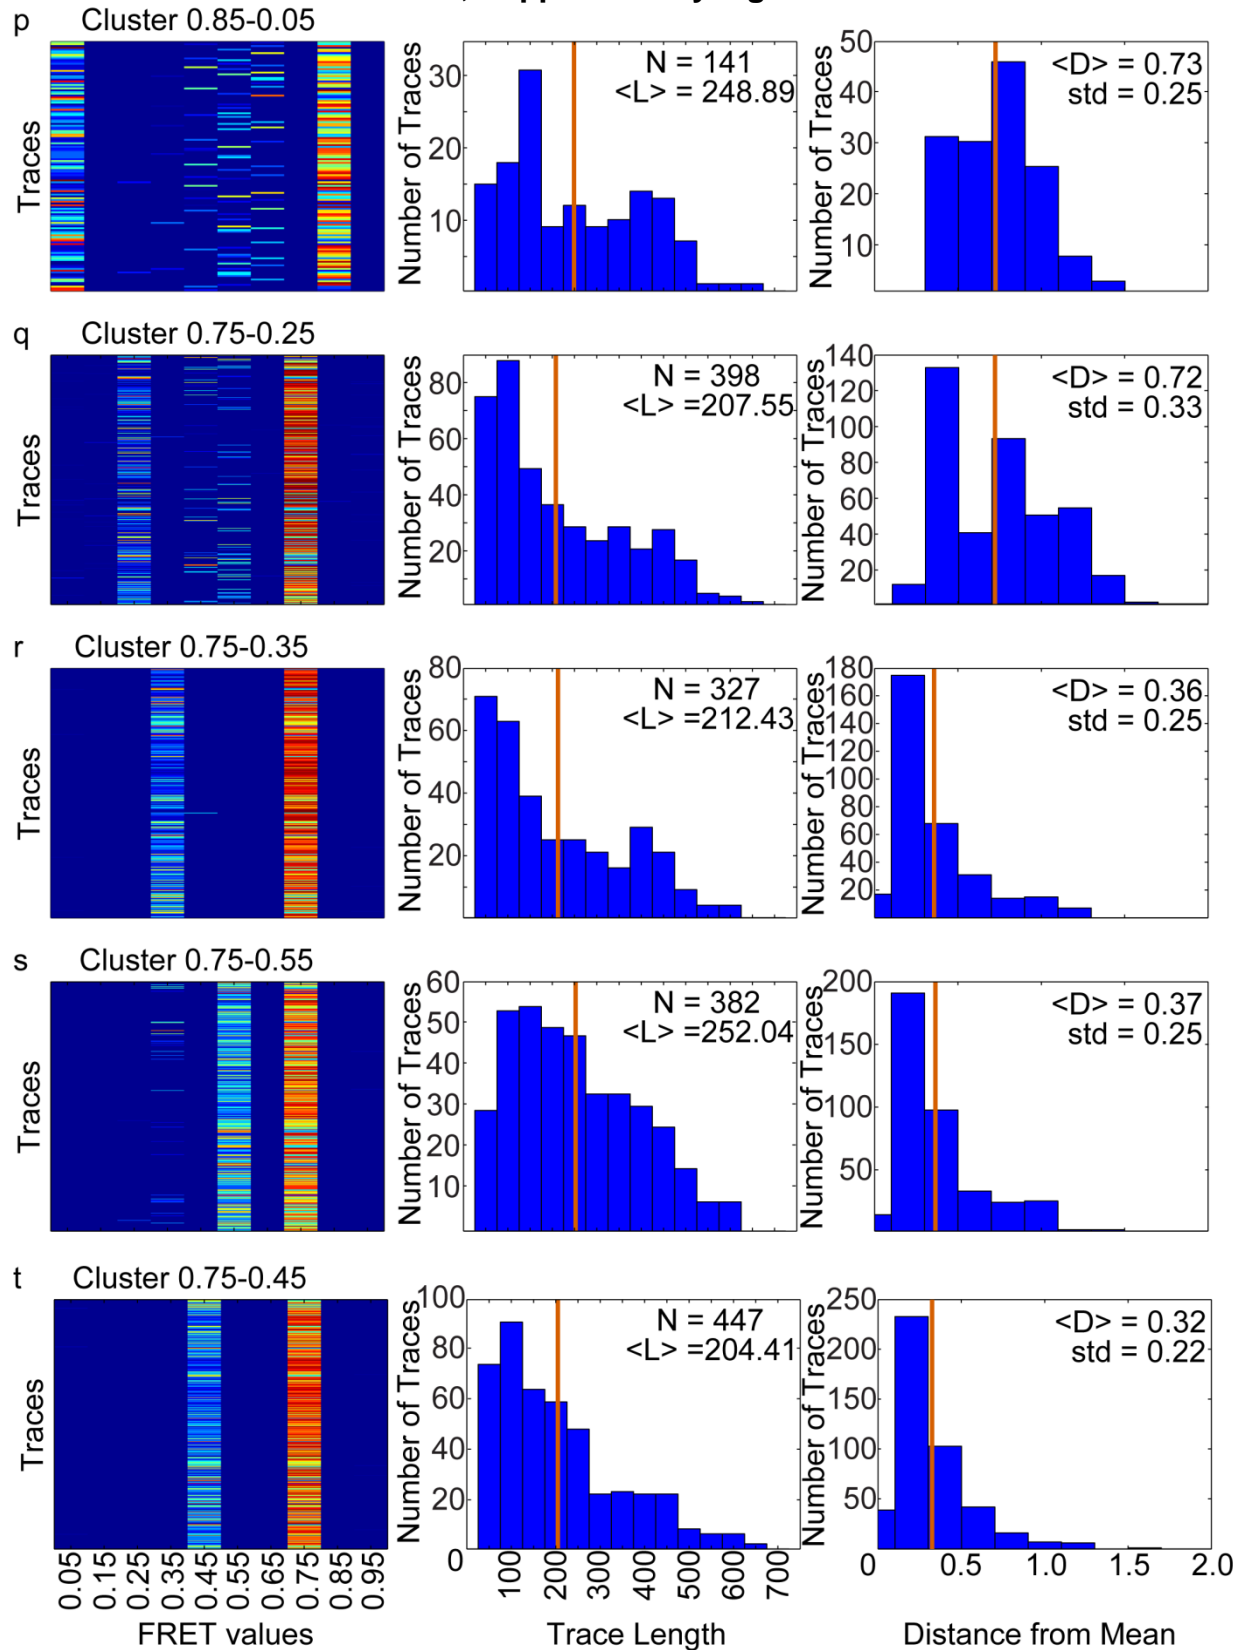 p Cluster 0.85-0.05
Traces
Number of Traces
30
20
10
N = 141
<L> = 248.89
Number of Traces
50
40
30
20
10
<D> = 0.73
std = 0.25
q Cluster 0.75-0.25
Traces
Number of Traces
80
60
40
20
N = 398
<L> =207.55
Number of Traces
140
120
100
80
60
40
20
<D> = 0.72
std = 0.33
r Cluster 0.75-0.35
Traces
Number of Traces
80
60
40
20
N = 327
<L> =212.43
Number of Traces
180
160
140
120
100
80
60
40
20
<D> = 0.36
std = 0.25
s Cluster 0.75-0.55
Traces
Number of Traces
60
50
40
30
20
10
N = 382
<L> =252.04
Number of Traces
200
150
100
50
<D> = 0.37
std = 0.25
t Cluster 0.75-0.45
Traces
Number of Traces
100
80
60
40
20
0
N = 447
<L> =204.41
Number of Traces
250
200
150
100
50
<D> = 0.32
std = 0.22
0.05 0.15 0.25 0.35 0.45 0.55 0.65 0.75 0.85 0.95
FRET values
100 200 300 400 500 600 700
Trace Length
0 0.5 1.0 1.5 2.0
Distance from Mean